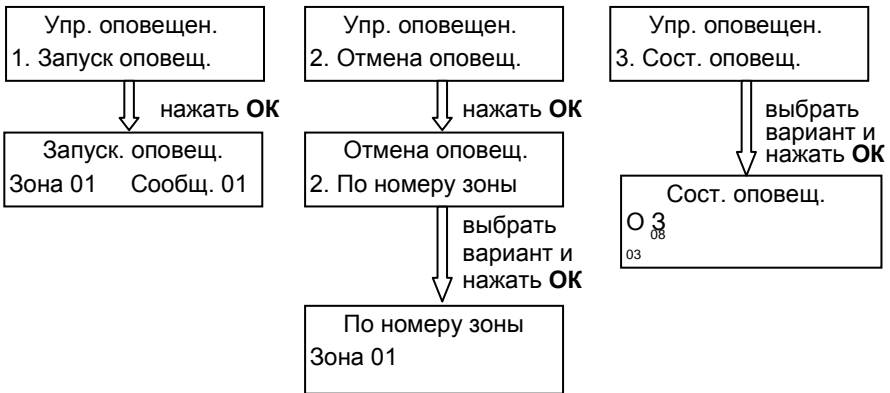 Упр. оповещен.
1. Запуск оповещ.
нажать ОК
Запуск. оповещ.
Зона 01 Сообщ. 01
Упр. оповещен.
2. Отмена оповещ.
нажать ОК
Отмена оповещ.
2. По номеру зоны
выбрать
вариант и
нажать ОК
По номеру зоны
Зона 01
Упр. оповещен.
3. Сост. оповещ.
выбрать
вариант и
нажать ОК
Сост. оповещ.
О З
08
03